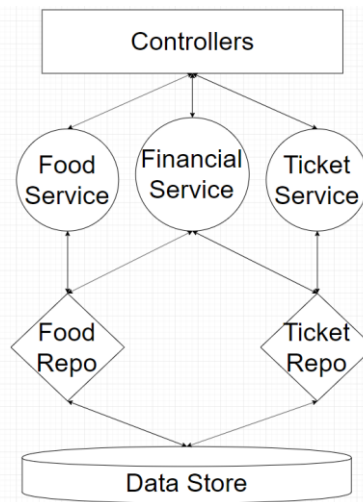 Controllers
Food
Service
Financial
Service
Ticket
Service
Food
Repo
Ticket
Repo
Data Store